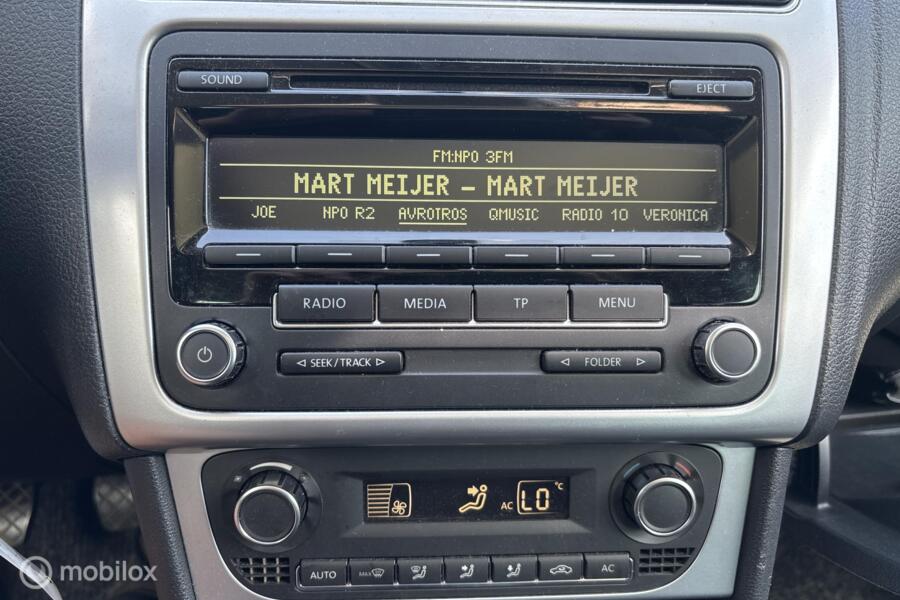 SOUND
EJECT
FM:NPO 3FM
MART MEIJER – MART MEIJER
JOE NPO R2 AVROTROS QMUSIC RADIO 10 VERONICA
RADIO MEDIA TP MENU
SEEK/TRACK FOLDER
AC LO °C
AUTO MAX AC
mobilox